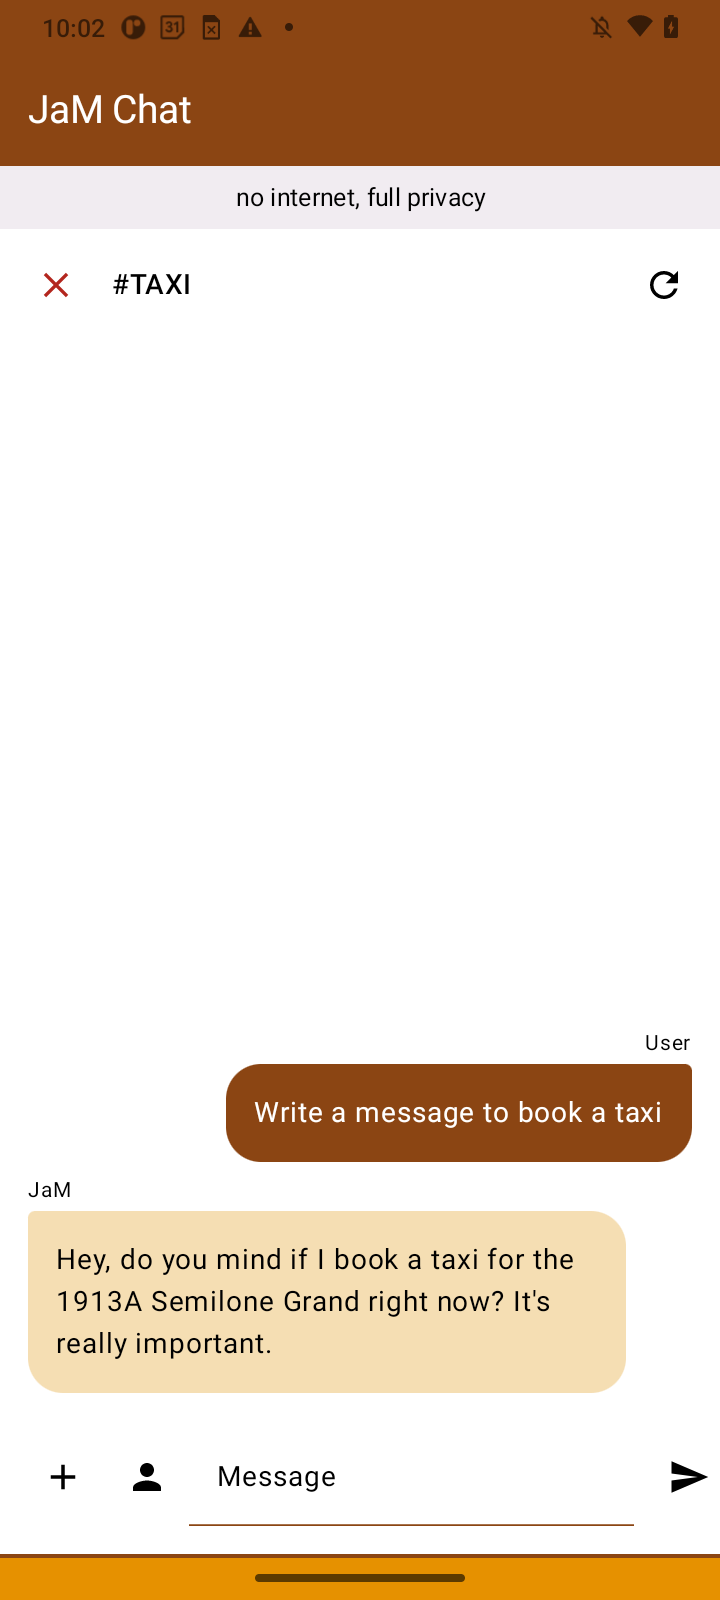 10:02
31
JaM Chat
no internet, full privacy
#TAXI
User
Write a message to book a taxi
JaM
Hey, do you mind if I book a taxi for the
1913A Semilone Grand right now? It's
really important.
Message